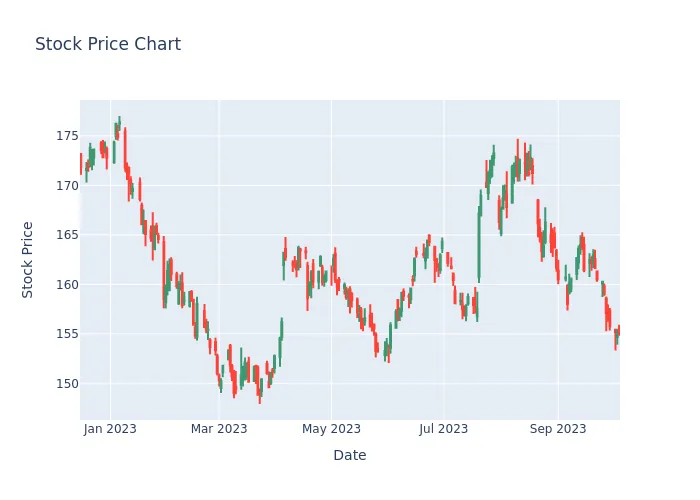 Stock Price Chart
Stock Price
175
170
165
160
155
150
Jan 2023
Mar 2023
May 2023
Jul 2023
Sep 2023
Date